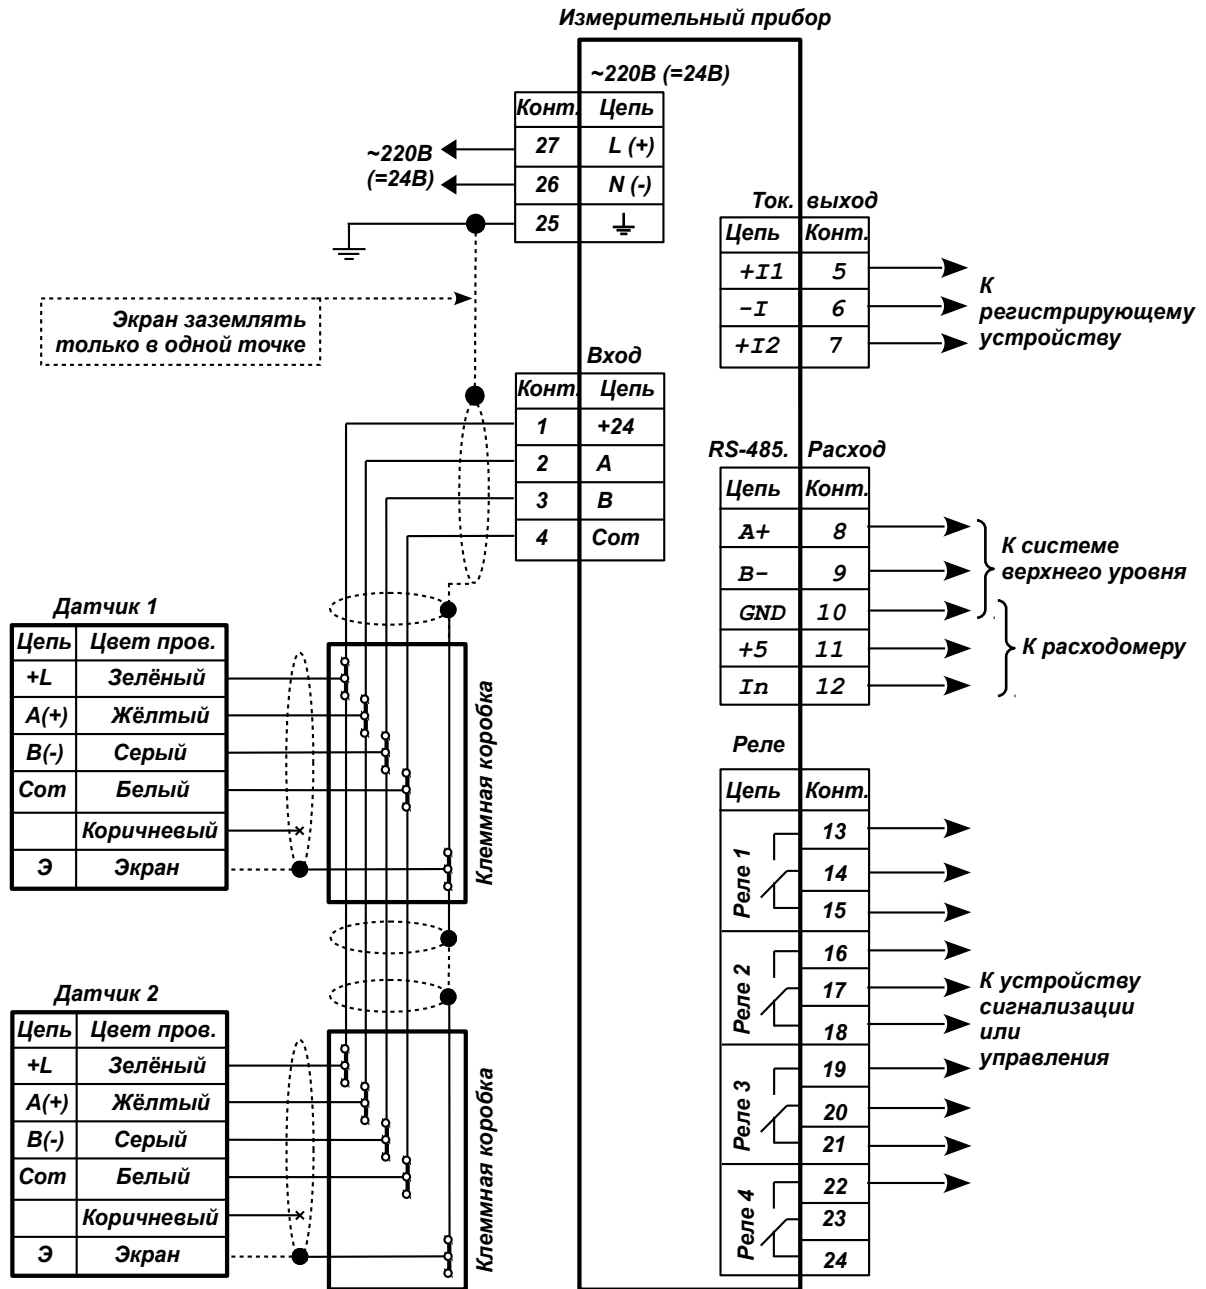 Измерительный прибор
~220В (=24В)
Конт. Цепь
27 L (+)
26 N (-)
25
~220В
(=24В)
Экран заземлять
только в одной точке
Вход
Конт. Цепь
1 +24
2 А
3 В
4 Com
Ток. выход
Цепь Конт.
+I1 5
-I 6
+I2 7
К
регистрирующему
устройству
RS-485. Расход
Цепь Конт.
A+ 8
B- 9
GND 10
+5 11
In 12
К системе
верхнего уровня
К расходомеру
Датчик 1
Цепь Цвет пров.
+L Зелёный
А(+) Жёлтый
В(-) Серый
Com Белый
Коричневый
Э Экран
Клеммная коробка
Датчик 2
Цепь Цвет пров.
+L Зелёный
А(+) Жёлтый
В(-) Серый
Com Белый
Коричневый
Э Экран
Клеммная коробка
Реле
Цепь Конт.
Реле 1
13
14
15
Реле 2
16
17
18
Реле 3
19
20
21
Реле 4
22
23
24
К устройству
сигнализации
или
управления